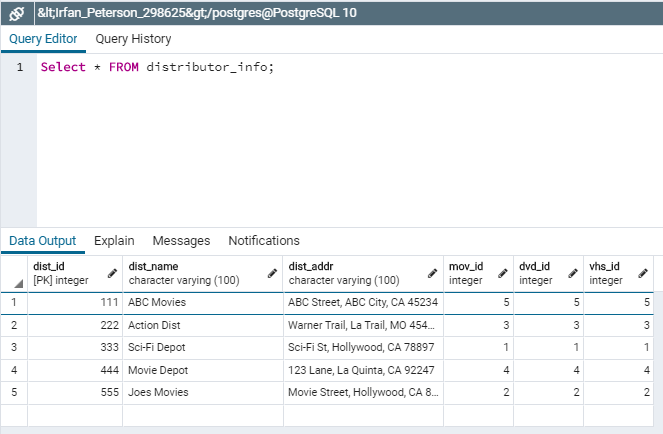 &lt;Irfan_Peterson_298625&gt;/postgres@PostgreSQL 10
Query Editor Query History
1 Select * FROM distributor_info;
Data Output Explain Messages Notifications
dist_id dist_name dist_addr mov_id dvd_id vhs_id
[PK] integer character varying (100) character varying (100) integer integer integer
1 111 ABC Movies ABC Street, ABC City, CA 45234 5 5 5
2 222 Action Dist Warner Trail, La Trail, MO 454... 3 3 3
3 333 Sci-Fi Depot Sci-Fi St, Hollywood, CA 78897 1 1 1
4 444 Movie Depot 123 Lane, La Quinta, CA 92247 4 4 4
5 555 Joes Movies Movie Street, Hollywood, CA 8... 2 2 2